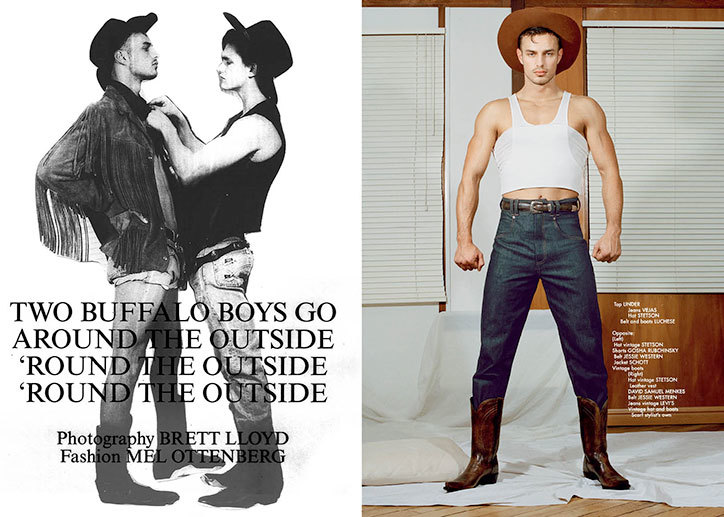 TWO BUFFALO BOYS GO
AROUND THE OUTSIDE
‘ROUND THE OUTSIDE
‘ROUND THE OUTSIDE
Photography BRETT LLOYD
Fashion MEL OTTENBERG
Top UNDER
Jeans VEJAS
Hat STETSON
Belt and boots LUCHESE
Opposite:
(Left)
Hat vintage STETSON
Shorts GOSHA RUBCHINSKY
Belt JESSIE WESTERN
Jacket SCHOTT
Vintage boots
(Right)
Hat vintage STETSON
Leather vest
DAVID SAMUEL MENKES
Belt JESSIE WESTERN
Jeans vintage LEVI'S
Vintage hat and boots
Scarf stylist's own